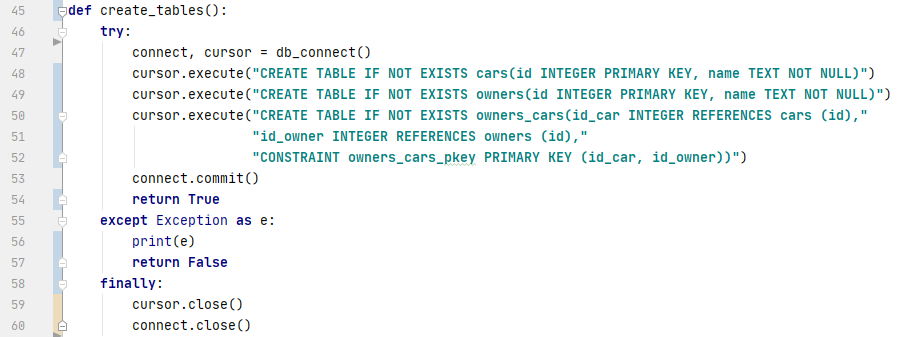 45 def create_tables():
46     try:
47         connect, cursor = db_connect()
48         cursor.execute("CREATE TABLE IF NOT EXISTS cars(id INTEGER PRIMARY KEY, name TEXT NOT NULL)")
49         cursor.execute("CREATE TABLE IF NOT EXISTS owners(id INTEGER PRIMARY KEY, name TEXT NOT NULL)")
50         cursor.execute("CREATE TABLE IF NOT EXISTS owners_cars(id_car INTEGER REFERENCES cars (id),"
51                        "id_owner INTEGER REFERENCES owners (id),"
52                        "CONSTRAINT owners_cars_pkey PRIMARY KEY (id_car, id_owner))")
53         connect.commit()
54         return True
55     except Exception as e:
56         print(e)
57         return False
58     finally:
59         cursor.close()
60         connect.close()